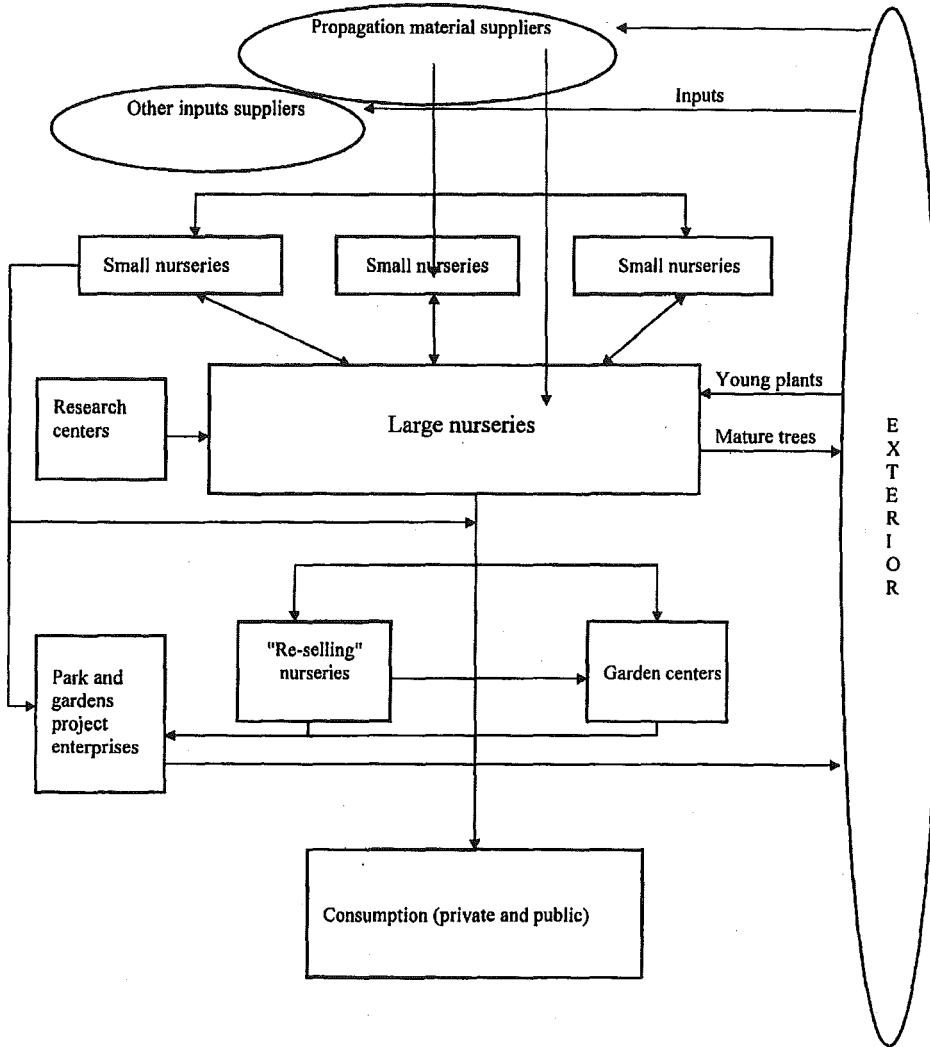 Propagation material suppliers
Other inputs suppliers
Inputs
Small nurseries
Small nurseries
Small nurseries
Young plants
Research
centers
Large nurseries
Mature trees
E
X
T
E
R
I
O
R
"Re-selling"
nurseries
Garden centers
Park and
gardens
project
enterprises
Consumption (private and public)